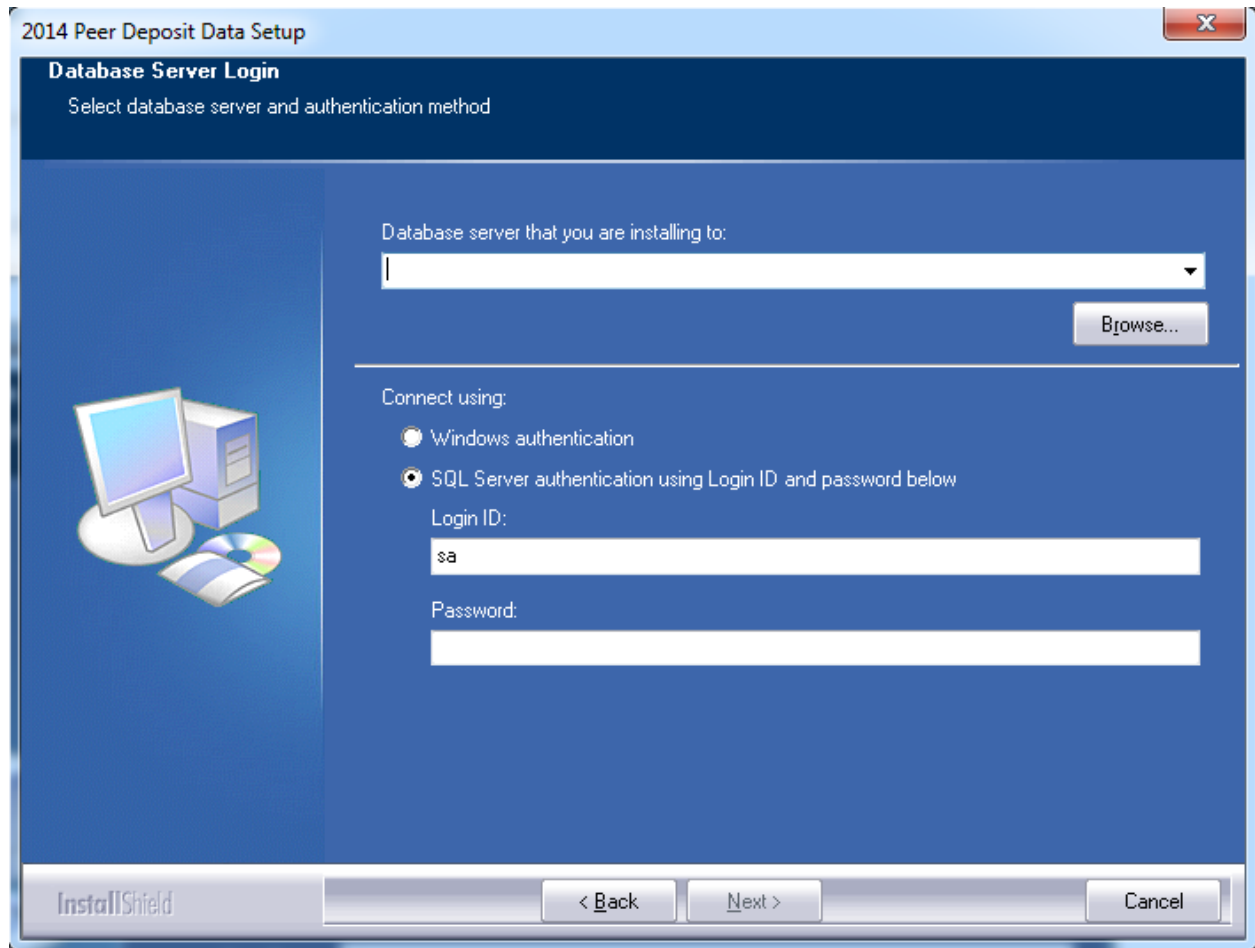 2014 Peer Deposit Data Setup
Database Server Login
Select database server and authentication method
Database server that you are installing to:
Browse...
Connect using:
Windows authentication
SQL Server authentication using Login ID and password below
Login ID:
sa
Password:
InstallShield
< Back
Next >
Cancel